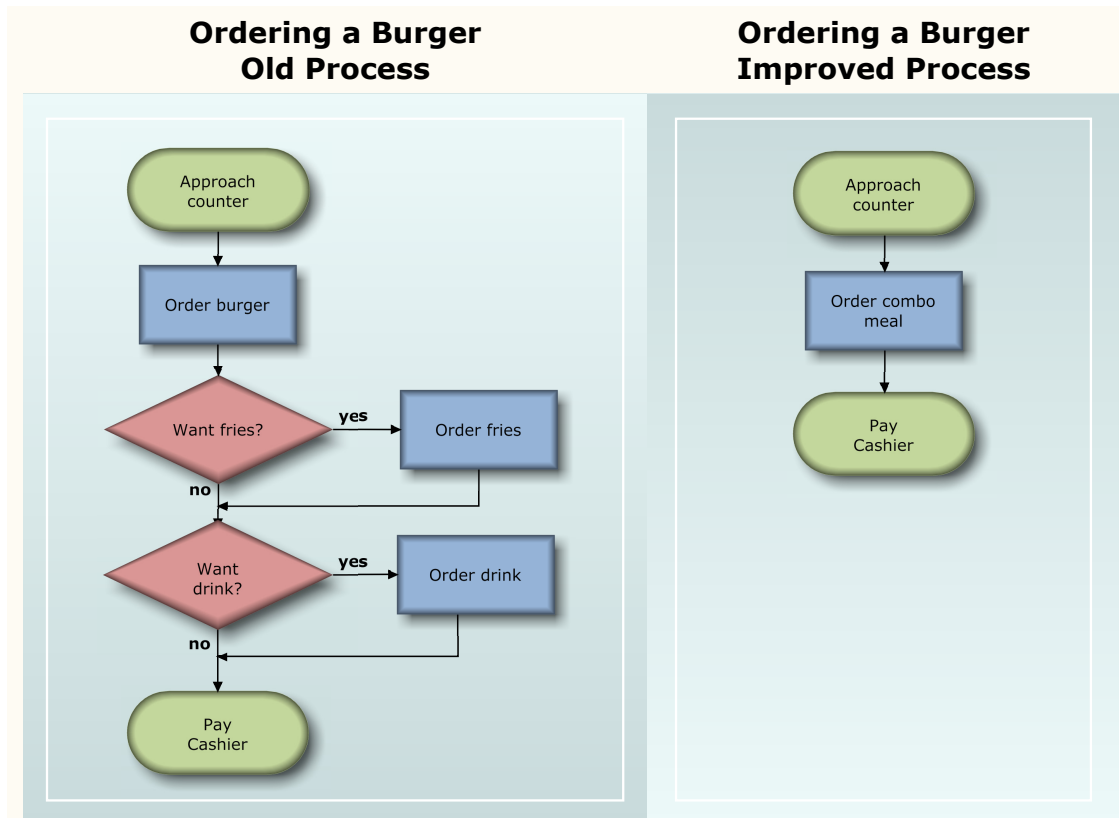 Ordering a Burger
Old Process
Approach
counter
Order burger
Want fries?
yes
Order fries
no
Want
drink?
yes
Order drink
no
Pay
Cashier
Ordering a Burger
Improved Process
Approach
counter
Order combo
meal
Pay
Cashier